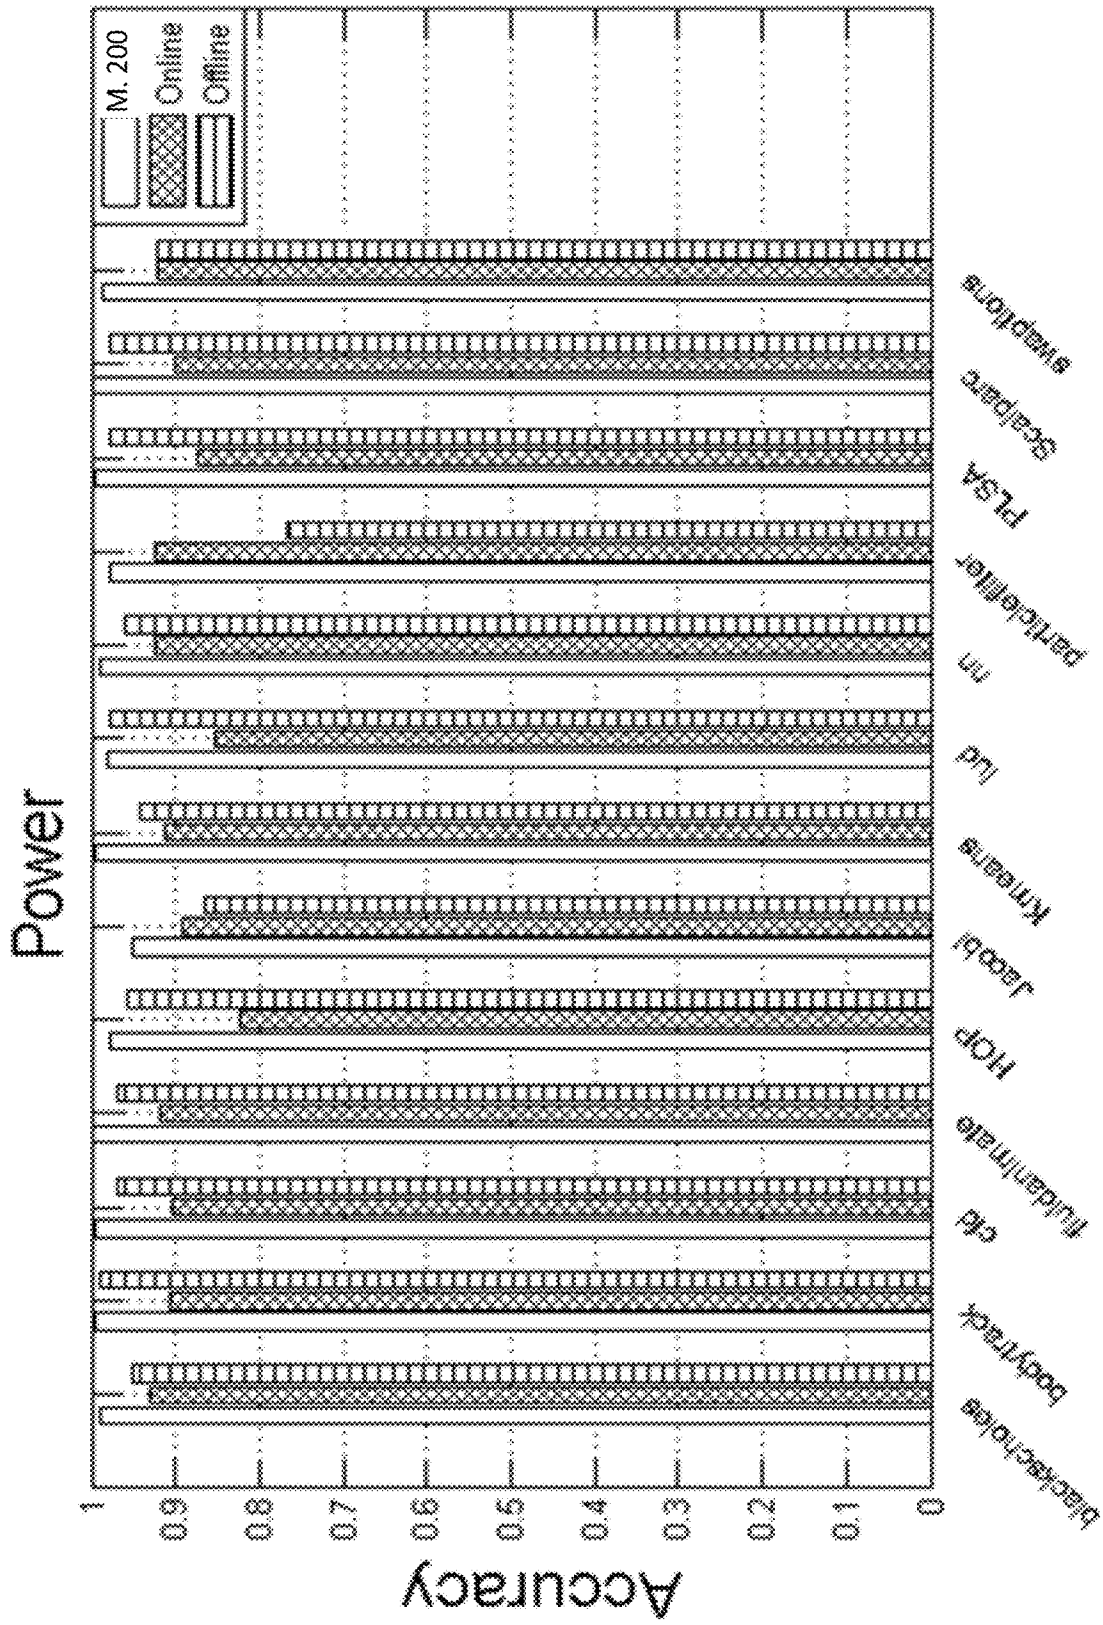 Power
M. 200
Online
Offline
Accuracy
1
0.9
0.8
0.7
0.6
0.5
0.4
0.3
0.2
0.1
0
blackscholes
bodytrack
cfd
fluidanimate
HOP
Jacobi
Kmeans
lud
nn
particlefilter
PLSA
Scalparc
swaptions